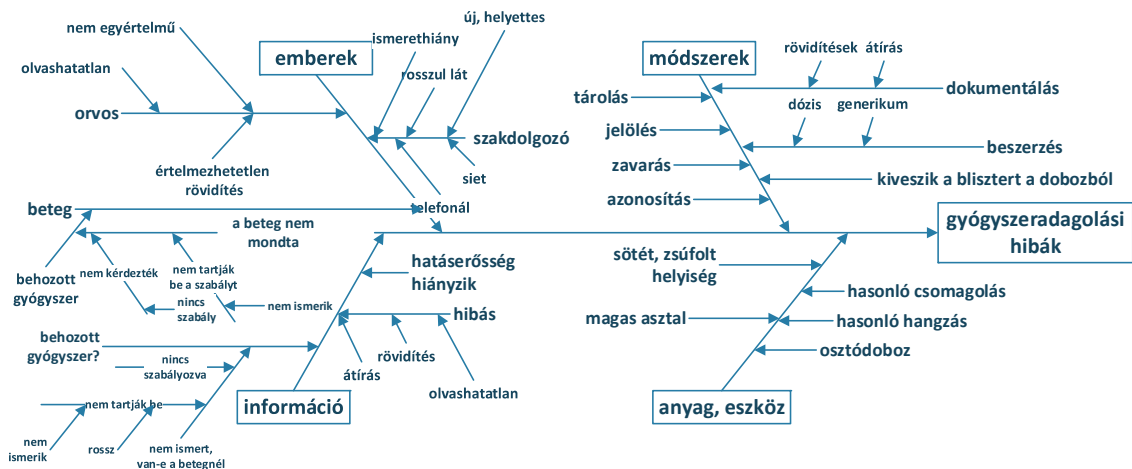 új, helyettes
nem egyértelmű
ismerethiány
emberek
olvashatatlan
rosszul lát
orvos
szakdolgozó
siet
értelmezhetetlen
rövidítés
telefonál
beteg
a beteg nem
mondta
behozott
gyógyszer
nem kérdezték
nem tartják
be a szabályt
nincs
szabály
nem ismerik
módszerek
rövidítések
átírás
dokumentálás
tárolás
dózis
generikum
jelölés
beszerzés
zavarás
kiveszik a blisztert a dobozból
azonosítás
gyógyszeradagolási
hibák
hatáserősség
hiányzik
hibás
rövidítés
átírás
olvashatatlan
behozott
gyógyszer?
nincs
szabályozva
információ
nem tartják be
nem
ismerik
rossz
nem ismert,
van-e a betegnél
sötét, zsúfolt
helyiség
hasonló csomagolás
magas asztal
hasonló hangzás
osztódoboz
anyag, eszköz